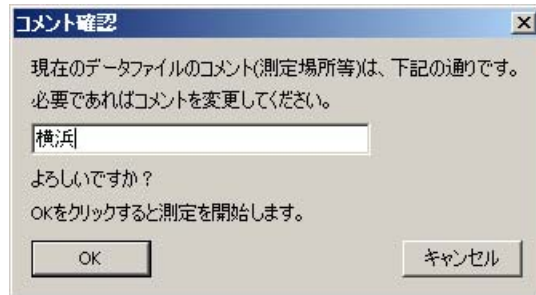 コメント確認
現在のデータファイルのコメント(測定場所等)は、下記の通りです。
必要であればコメントを変更してください。
横浜
よろしいですか？
OKをクリックすると測定を開始します。
OK
キャンセル